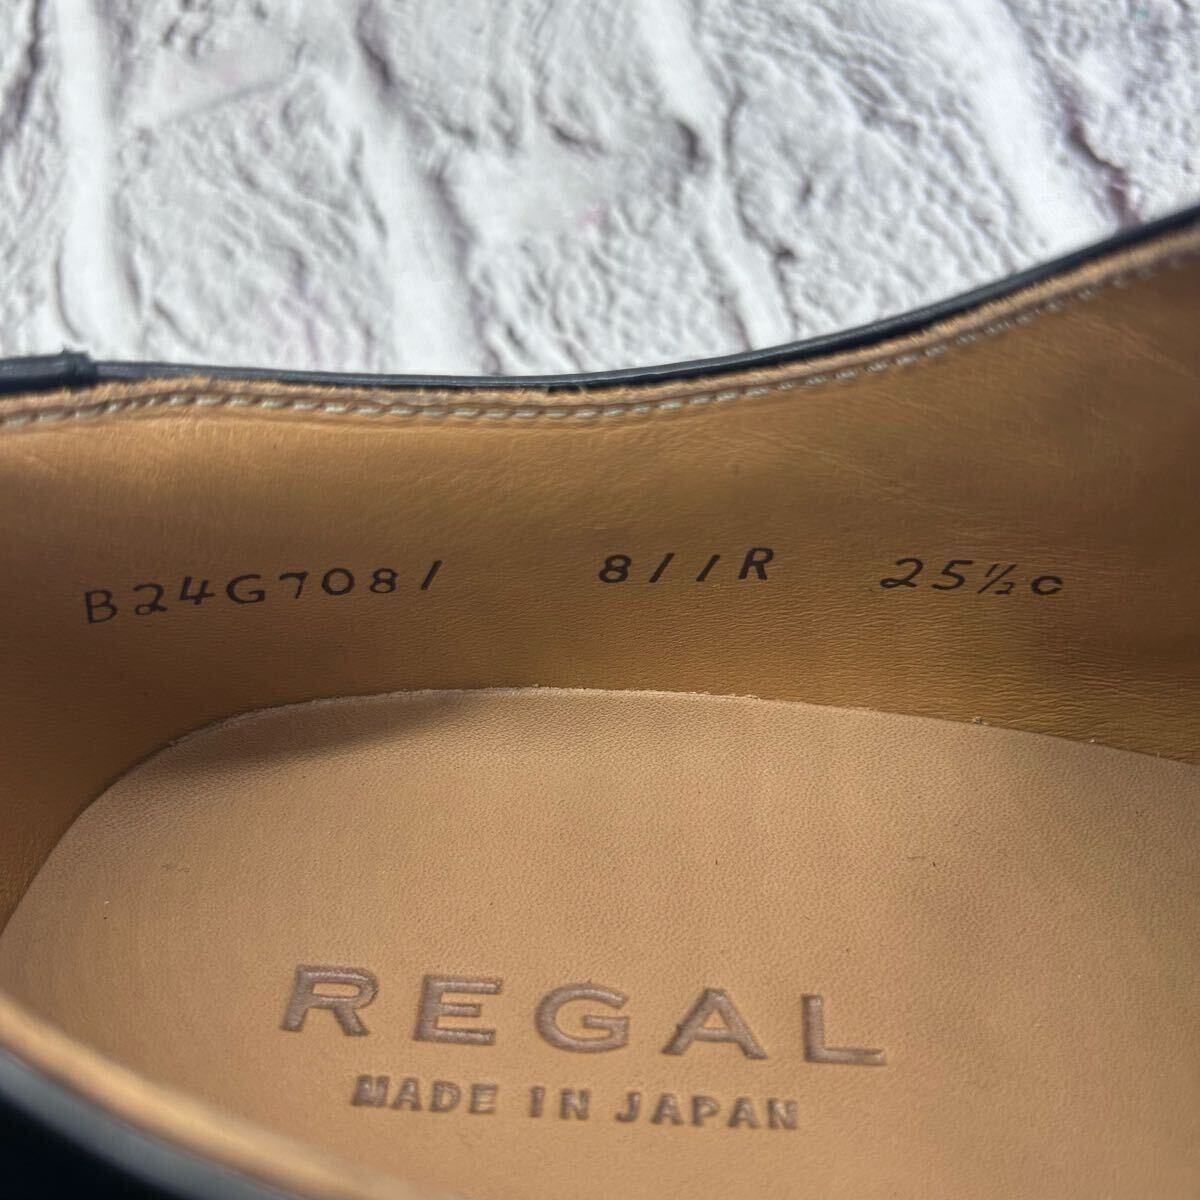 B24G7081 811R 25½C
REGAL
MADE IN JAPAN